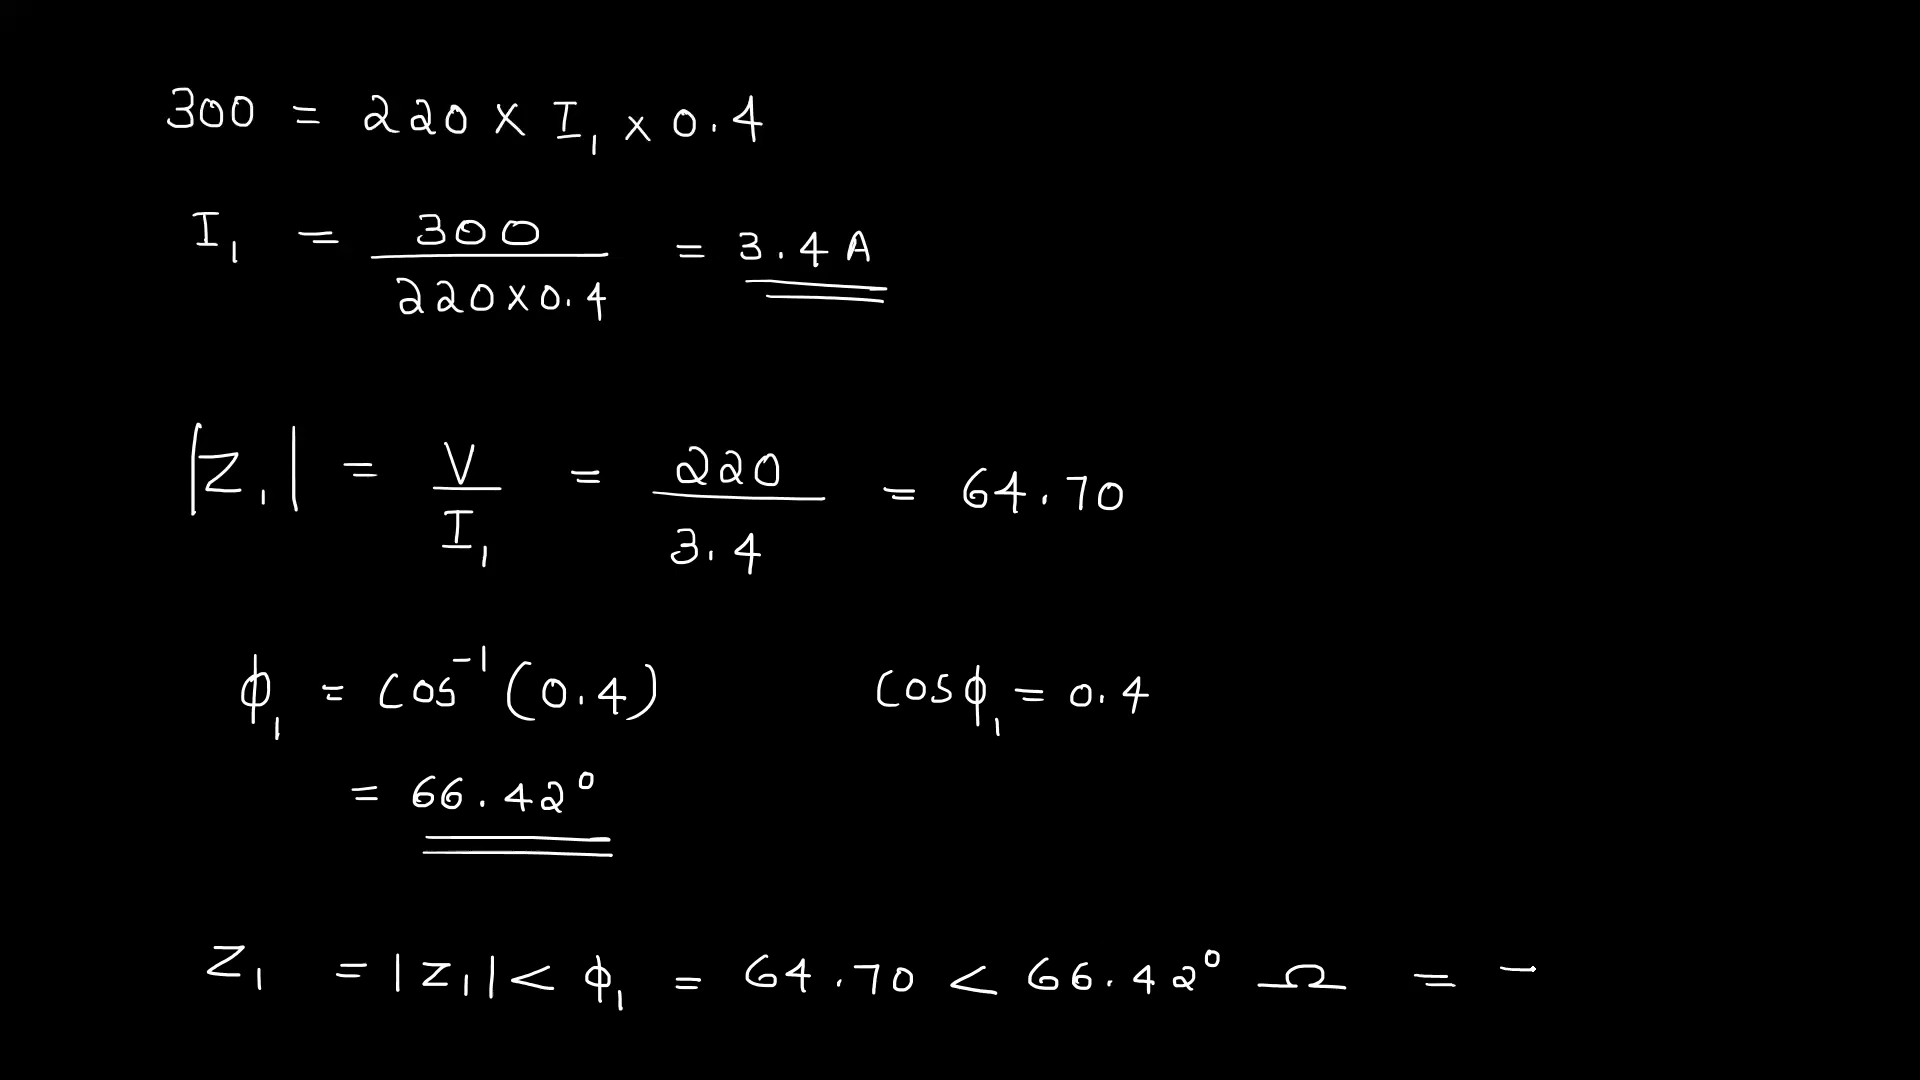 300 = 220 x I₁ x 0.4
I₁ = 300 / 220x0.4 = 3.4 A
|Z₁| = V / I₁ = 220 / 3.4 = 64.70
ϕ₁ = cos⁻¹(0.4) cosϕ₁ = 0.4
= 66.42°
Z₁ = |Z₁| < ϕ₁ = 64.70 < 66.42° Ω =